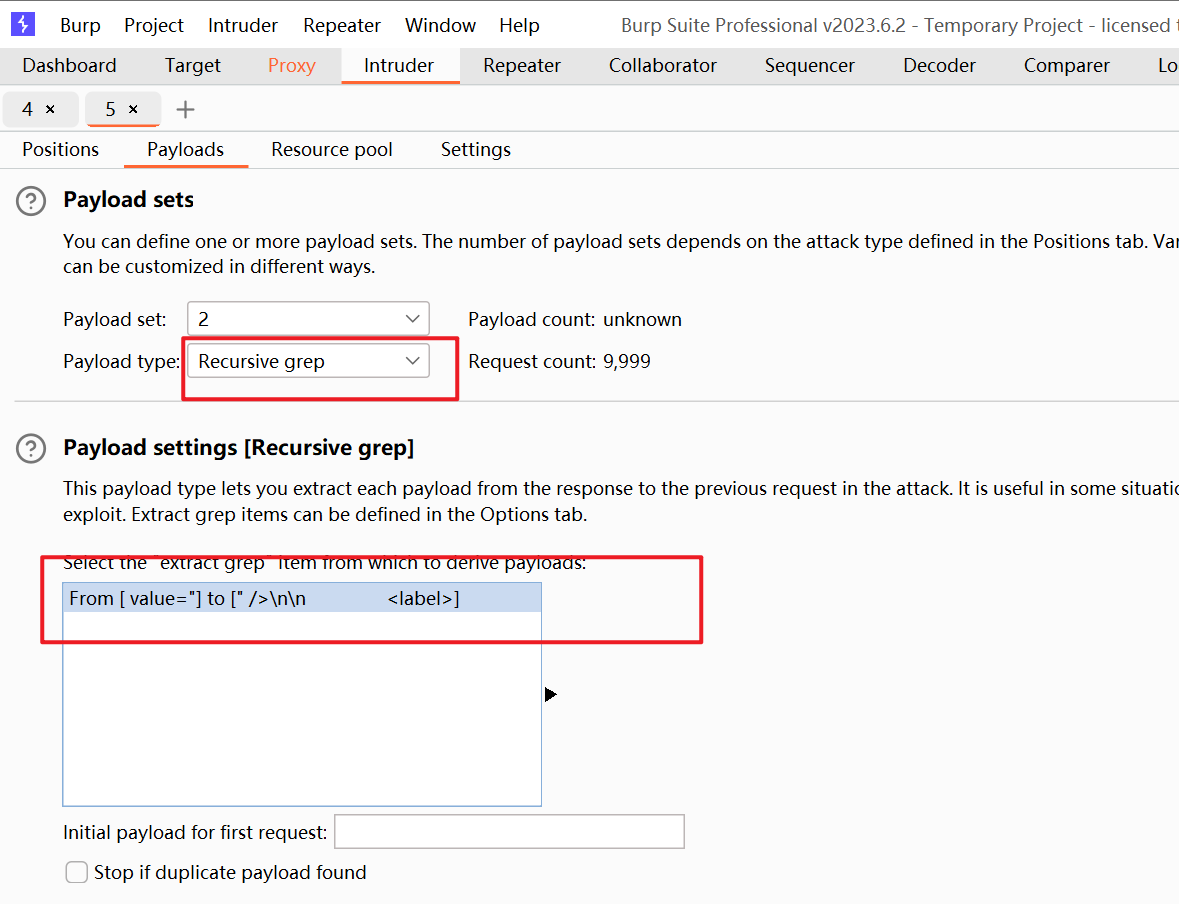 Burp Project Intruder Repeater Window Help Burp Suite Professional v2023.6.2 - Temporary Project - licensed
Dashboard Target Proxy Intruder Repeater Collaborator Sequencer Decoder Comparer
4 × 5 × +
Positions Payloads Resource pool Settings
? Payload sets
You can define one or more payload sets. The number of payload sets depends on the attack type defined in the Positions tab.
can be customized in different ways.
Payload set: 2 Payload count: unknown
Payload type: Recursive grep Request count: 9,999
? Payload settings [Recursive grep]
This payload type lets you extract each payload from the response to the previous request in the attack. It is useful in some
exploit. Extract grep items can be defined in the Options tab.
Select the "extract grep" item from which to derive payloads:
From [ value="] to [" />\n\n <label>]
Initial payload for first request:
Stop if duplicate payload found